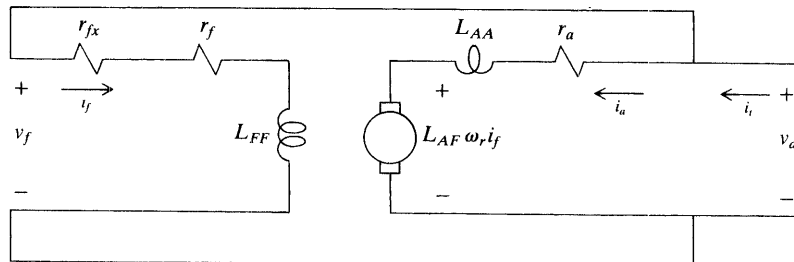 r_fx
r_f
L_AA
r_a
+
i_f
+
i_a
i_t
+
v_f
L_FF
L_AF ω_r i_f
v_a
−
−
−